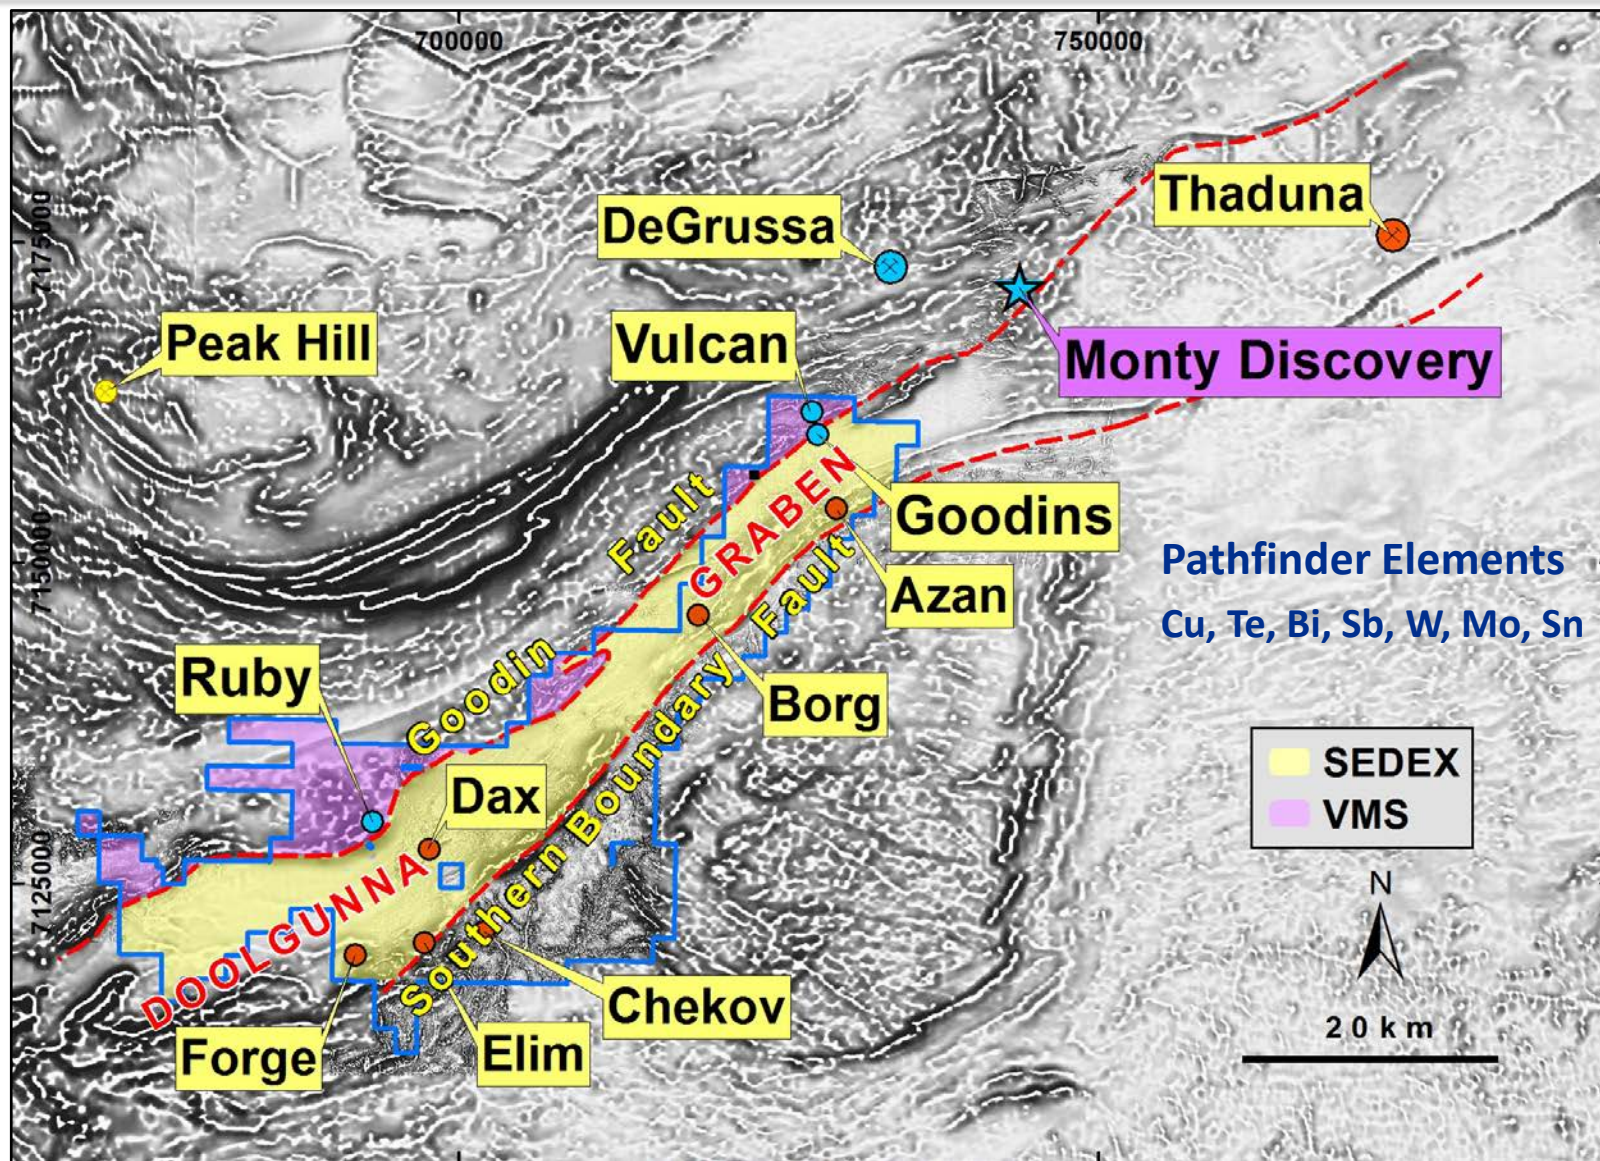 700000
750000
7175000
7150000
7125000
Thaduna
DeGrussa
Vulcan
Peak Hill
Monty Discovery
Goodins
Azan
Borg
Ruby
Dax
Chekov
Elim
Forge
Goodin Fault
DOOLGUNNA GRABEN
Southern Boundary Fault
Pathfinder Elements
Cu, Te, Bi, Sb, W, Mo, Sn
SEDEX
VMS
N
20 km